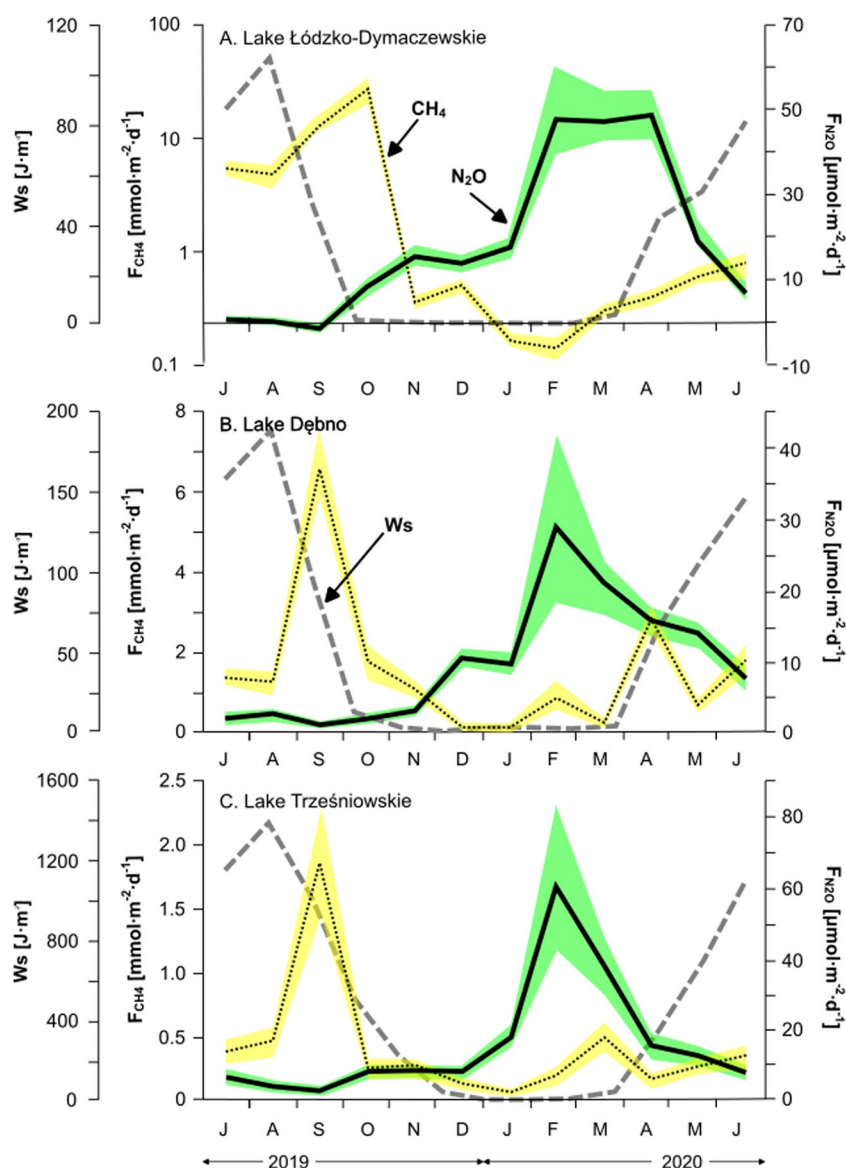 A. Lake Łódzko-Dymaczewskie
Ws [J·m⁻¹]
120
80
40
0
F_CH4 [mmol·m⁻²·d⁻¹]
100
10
1
0.1
CH₄
N₂O
F_N2O [µmol·m⁻²·d⁻¹]
70
50
30
10
-10
J A S O N D J F M A M J
B. Lake Dębno
Ws [J·m⁻¹]
200
150
100
50
0
F_CH4 [mmol·m⁻²·d⁻¹]
8
6
4
2
0
Ws
F_N2O [µmol·m⁻²·d⁻¹]
40
30
20
10
0
J A S O N D J F M A M J
C. Lake Trześniowskie
Ws [J·m⁻¹]
1600
1200
800
400
0
F_CH4 [mmol·m⁻²·d⁻¹]
2.5
2.0
1.5
1.0
0.5
0
F_N2O [µmol·m⁻²·d⁻¹]
80
60
40
20
0
J A S O N D J F M A M J
2019 2020